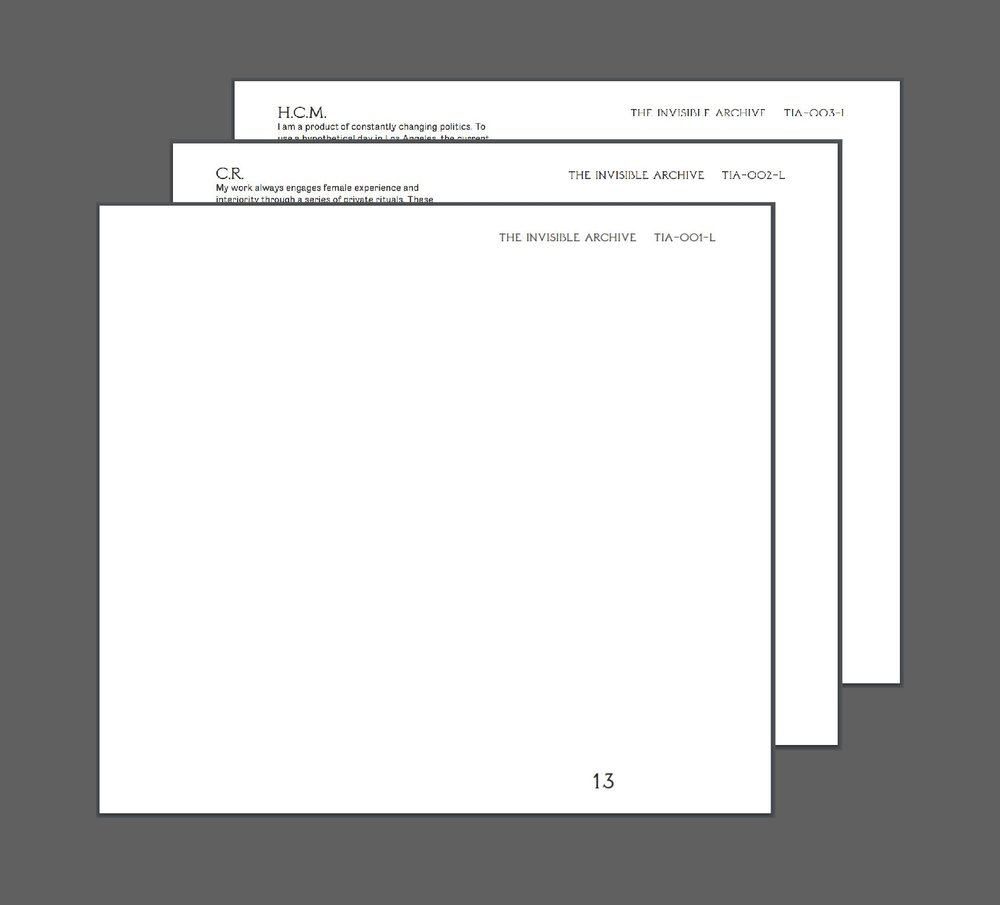 H.C.M.
THE INVISIBLE ARCHIVE TIA-003-L
I am a product of constantly changing politics. To
use a hypothetical day in Los Angeles, the current
C.R.
THE INVISIBLE ARCHIVE TIA-002-L
My work always engages female experience and
interiority through a series of private rituals. These
THE INVISIBLE ARCHIVE TIA-001-L
13